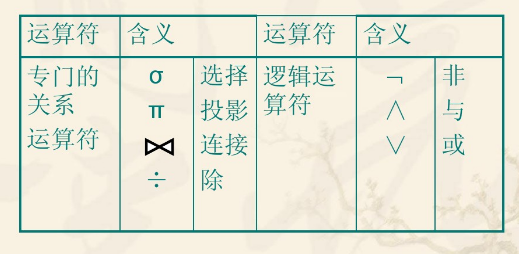 运算符 含义 运算符 含义
专门的关系运算符 σ 选择 逻辑运算符 ¬ 非
π 投影 ∧ 与
⋈ 连接 ∨ 或
÷ 除